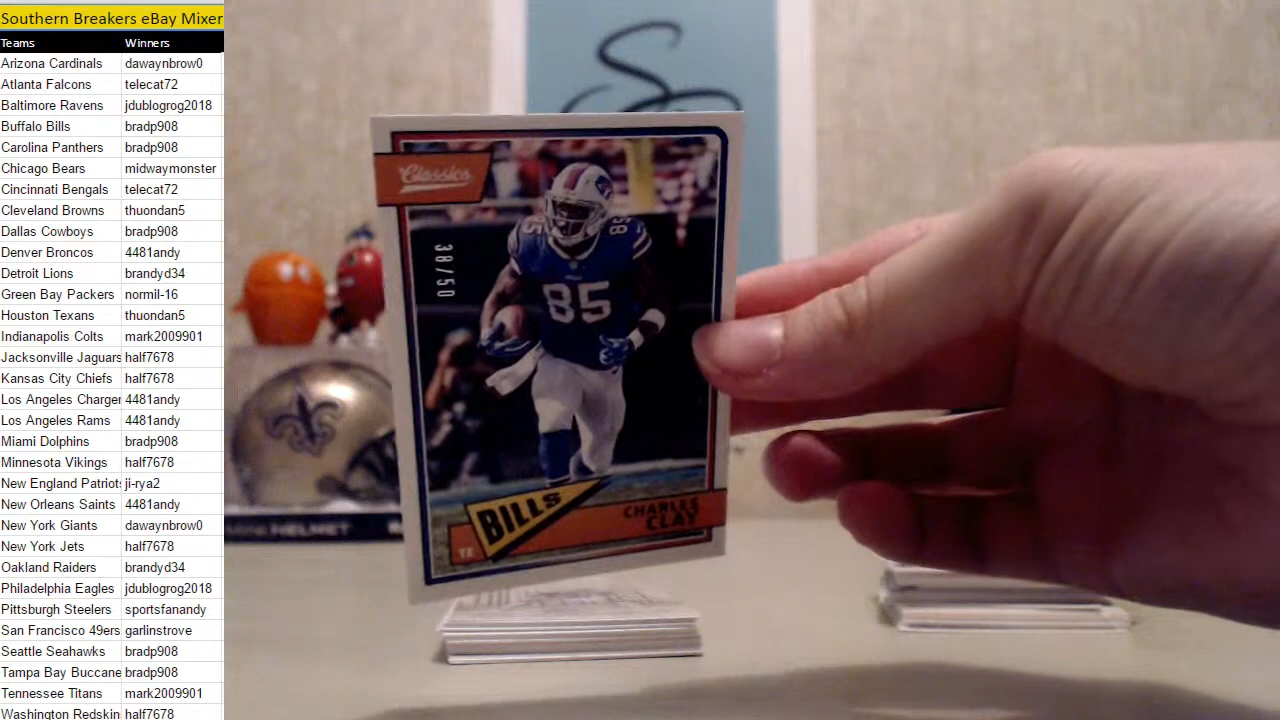 Southern Breakers eBay Mixer
Teams Winners
Arizona Cardinals dawaynbrow0
Atlanta Falcons telecat72
Baltimore Ravens jdublogrog2018
Buffalo Bills bradp908
Carolina Panthers bradp908
Chicago Bears midwaymonster
Cincinnati Bengals telecat72
Cleveland Browns thuondan5
Dallas Cowboys bradp908
Denver Broncos 4481andy
Detroit Lions brandyd34
Green Bay Packers normil-16
Houston Texans thuondan5
Indianapolis Colts mark2009901
Jacksonville Jaguars half7678
Kansas City Chiefs half7678
Los Angeles Charger 4481andy
Los Angeles Rams 4481andy
Miami Dolphins bradp908
Minnesota Vikings half7678
New England Patriots ji-rya2
New Orleans Saints 4481andy
New York Giants dawaynbrow0
New York Jets half7678
Oakland Raiders brandyd34
Philadelphia Eagles jdublogrog2018
Pittsburgh Steelers sportsfanandy
San Francisco 49ers garlinstrove
Seattle Seahawks bradp908
Tampa Bay Buccane bradp908
Tennessee Titans mark2009901
Washington Redskin half7678
Classics
38/50
85
85
85
BILLS
CHARLES
CLAY
TE
HELMET